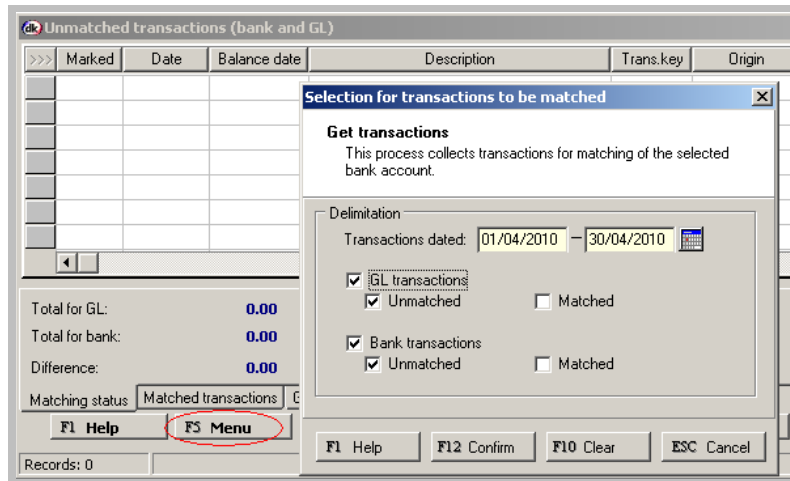 dk Unmatched transactions (bank and GL)
>>> Marked Date Balance date Description Trans.key Origin
Selection for transactions to be matched
Get transactions
This process collects transactions for matching of the selected
bank account.
Delimitation
Transactions dated: 01/04/2010 – 30/04/2010
GL transactions
Unmatched Matched
Bank transactions
Unmatched Matched
F1 Help F12 Confirm F10 Clear ESC Cancel
Total for GL: 0.00
Total for bank: 0.00
Difference: 0.00
Matching status Matched transactions
F1 Help F5 Menu
Records: 0